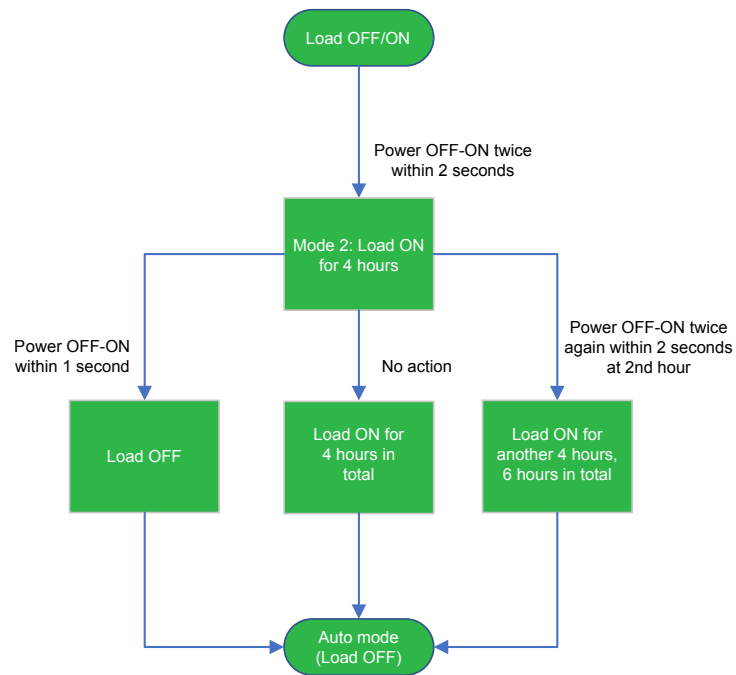 Load OFF/ON
Power OFF-ON twice
within 2 seconds
Mode 2: Load ON
for 4 hours
Power OFF-ON
within 1 second
No action
Power OFF-ON twice
again within 2 seconds
at 2nd hour
Load OFF
Load ON for
4 hours in
total
Load ON for
another 4 hours,
6 hours in total
Auto mode
(Load OFF)